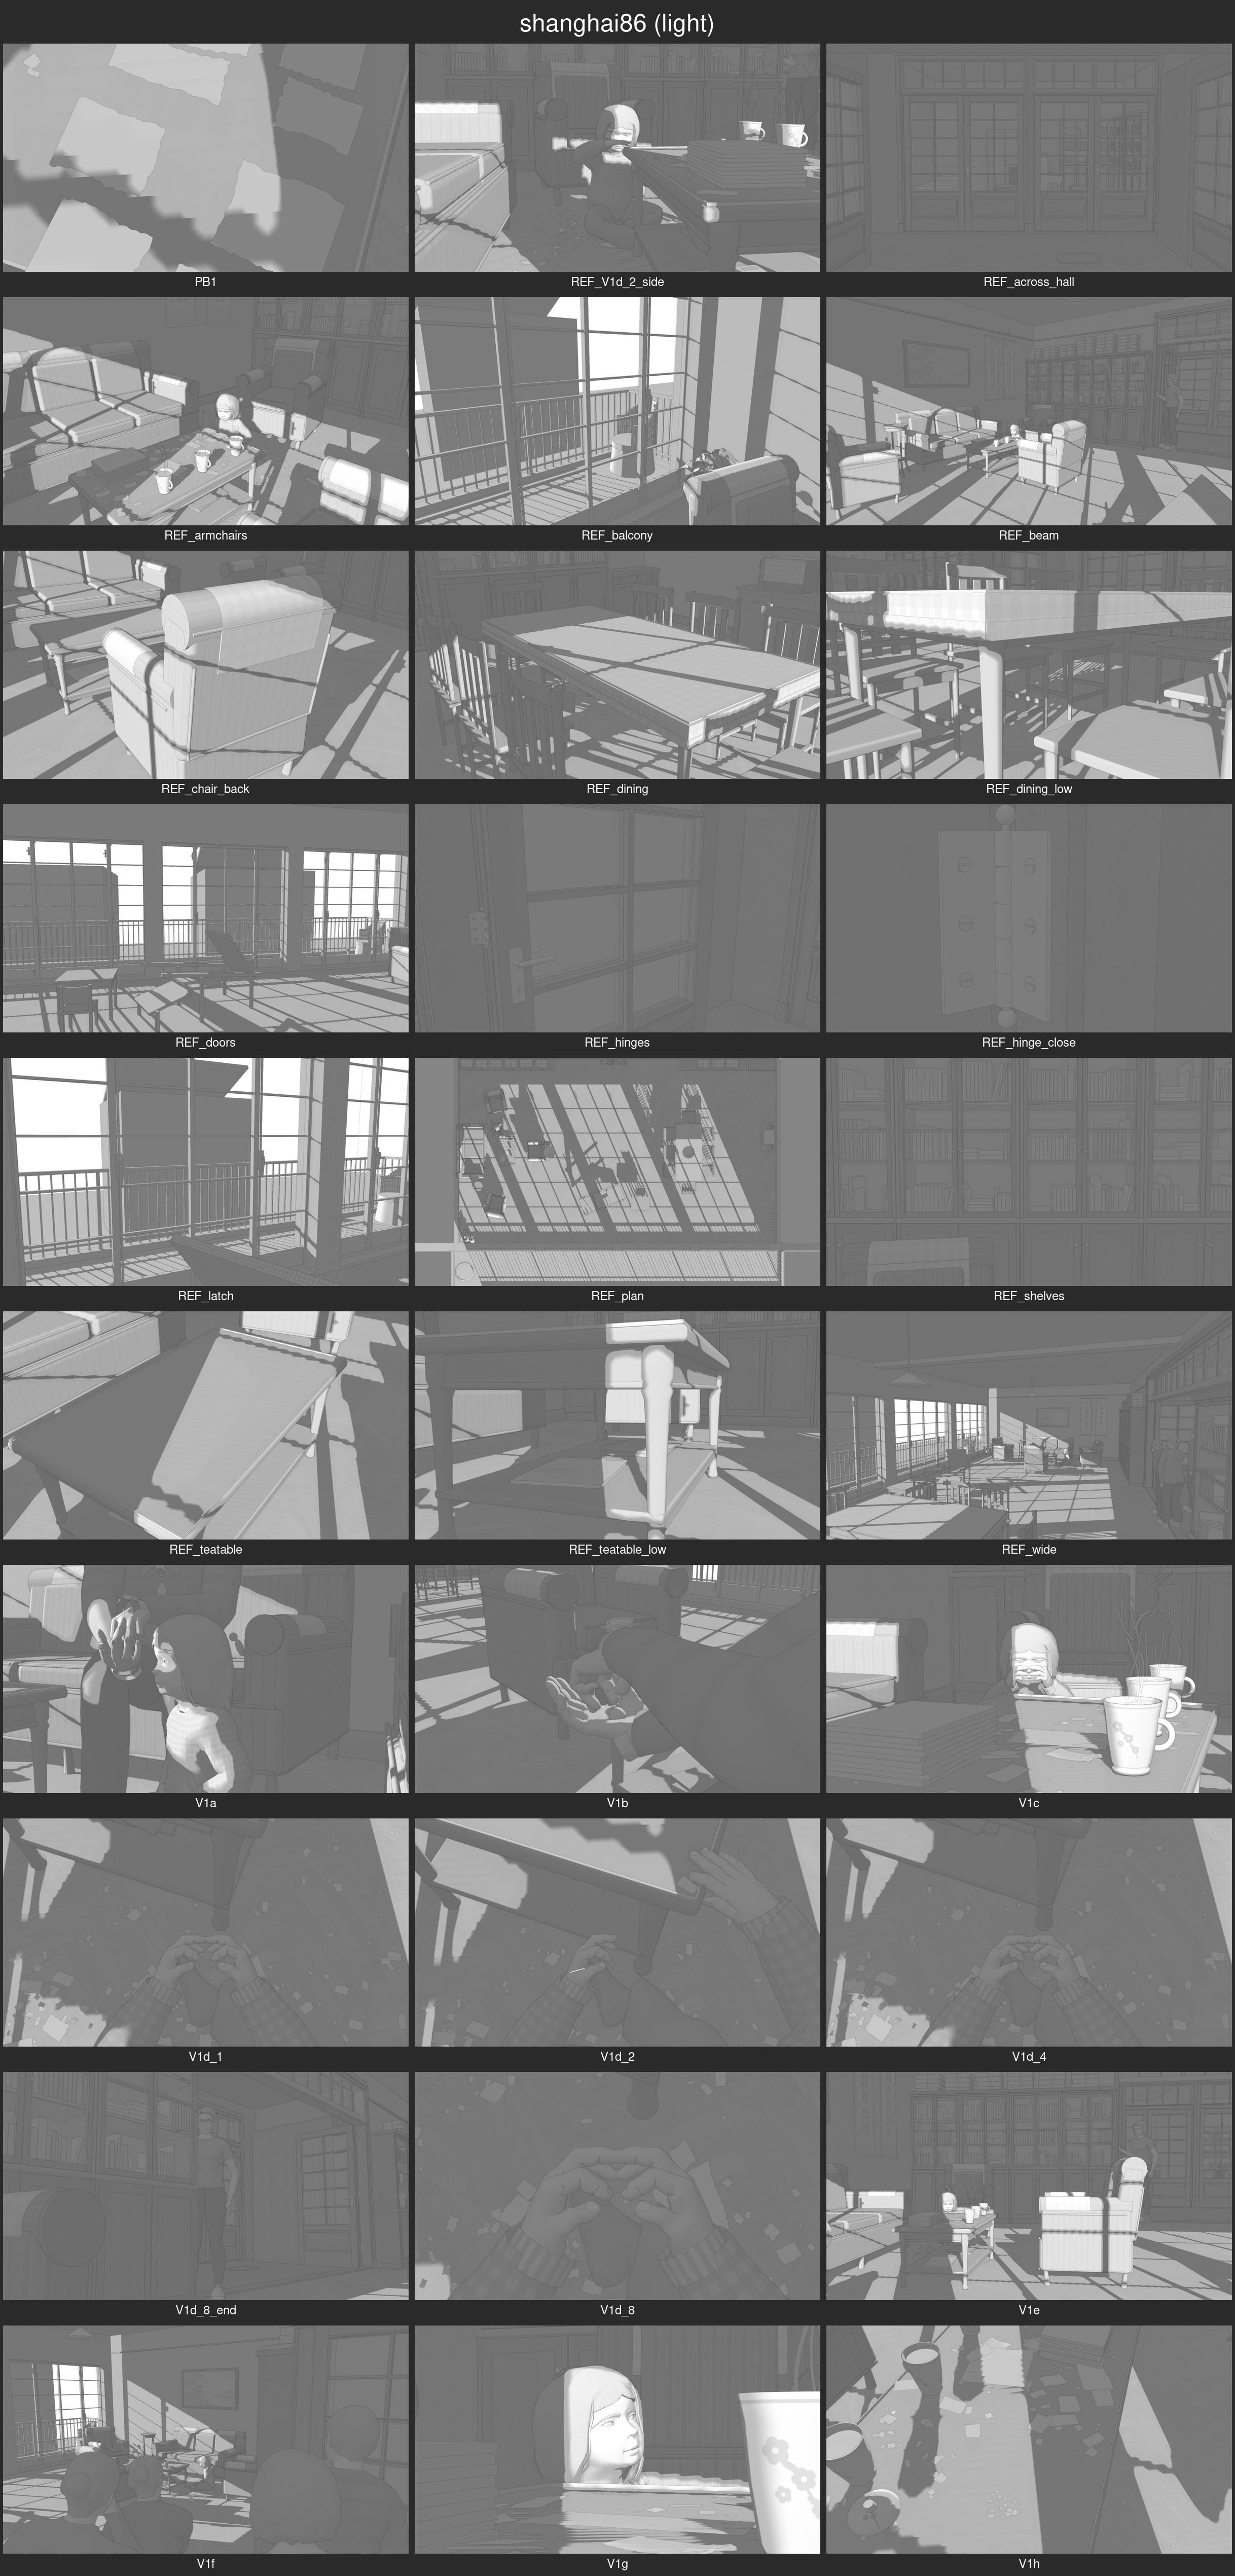 shanghai86 (light)
PB1
REF_V1d_2_side
REF_across_hall
REF_armchairs
REF_balcony
REF_beam
REF_chair_back
REF_dining
REF_dining_low
REF_doors
REF_hinges
REF_hinge_close
REF_latch
REF_plan
REF_shelves
REF_teatable
REF_teatable_low
REF_wide
V1a
V1b
V1c
V1d_1
V1d_2
V1d_4
V1d_8_end
V1d_8
V1e
V1f
V1g
V1h